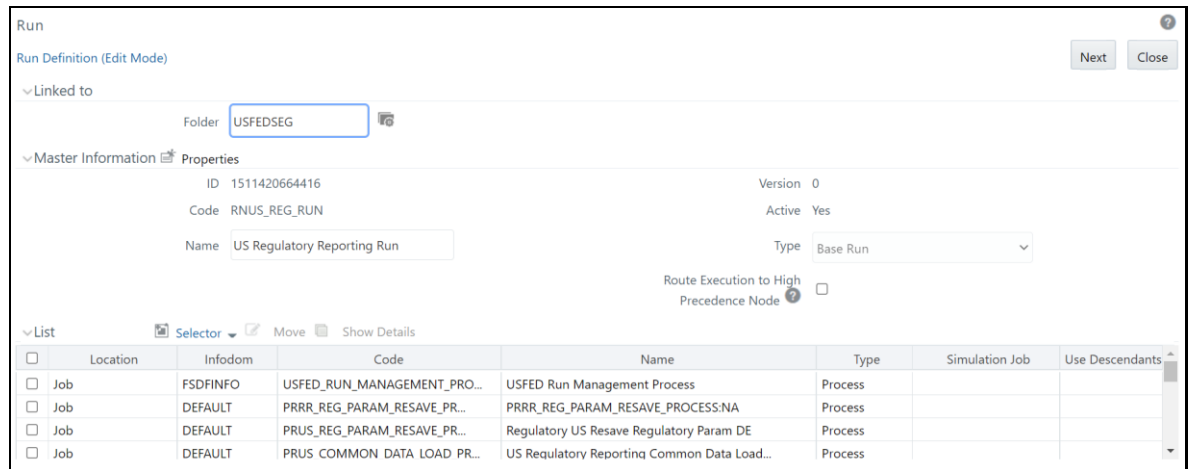 Run
Run Definition (Edit Mode) Next Close
Linked to
Folder USFEDSEG
Master Information Properties
ID 1511420664416 Version 0
Code RNUS_REG_RUN Active Yes
Name US Regulatory Reporting Run Type Base Run
Route Execution to High
Precedence Node ?
List Selector Move Show Details
Location Infodom Code Name Type Simulation Job Use Descendants
Job FSDFINFO USFED_RUN_MANAGEMENT_PRO... USFED Run Management Process Process
Job DEFAULT PRRR_REG_PARAM_RESAVE_PR... PRRR_REG_PARAM_RESAVE_PROCESS:NA Process
Job DEFAULT PRUS_REG_PARAM_RESAVE_PR... Regulatory US Resave Regulatory Param DE Process
Job DEFAULT PRUS_COMMON_DATA_LOAD_PR... US Regulatory Reporting Common Data Load... Process